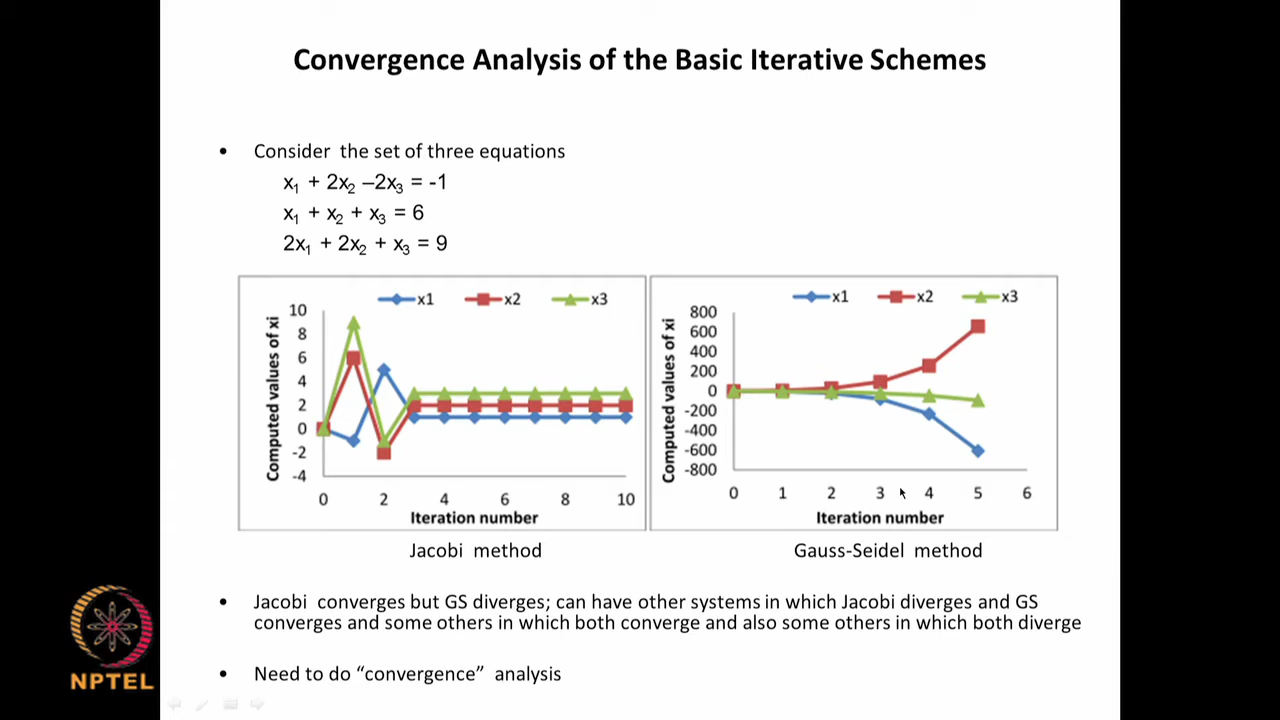 Convergence Analysis of the Basic Iterative Schemes
• Consider the set of three equations
x₁ + 2x₂ –2x₃ = -1
x₁ + x₂ + x₃ = 6
2x₁ + 2x₂ + x₃ = 9
x1 x2 x3
Computed values of xi
10
8
6
4
2
0
-2
-4
0 2 4 6 8 10
Iteration number
x1 x2 x3
Computed values of xi
800
600
400
200
0
-200
-400
-600
-800
0 1 2 3 4 5 6
Iteration number
Jacobi method
Gauss-Seidel method
• Jacobi converges but GS diverges; can have other systems in which Jacobi diverges and GS
converges and some others in which both converge and also some others in which both diverge
• Need to do “convergence” analysis
NPTEL